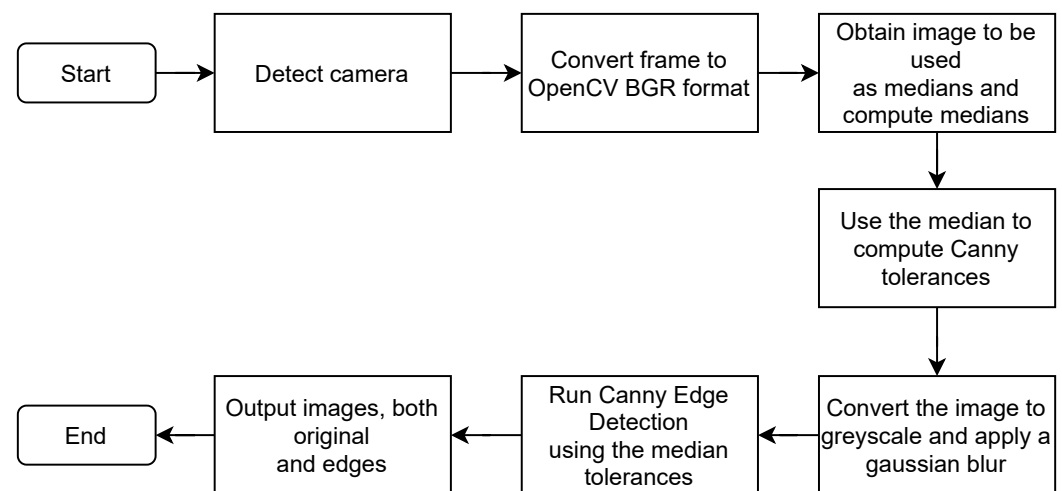 Start
Detect camera
Convert frame to
OpenCV BGR format
Obtain image to be
used
as medians and
compute medians
Use the median to
compute Canny
tolerances
Convert the image to
greyscale and apply a
gaussian blur
Run Canny Edge
Detection
using the median
tolerances
Output images, both
original
and edges
End